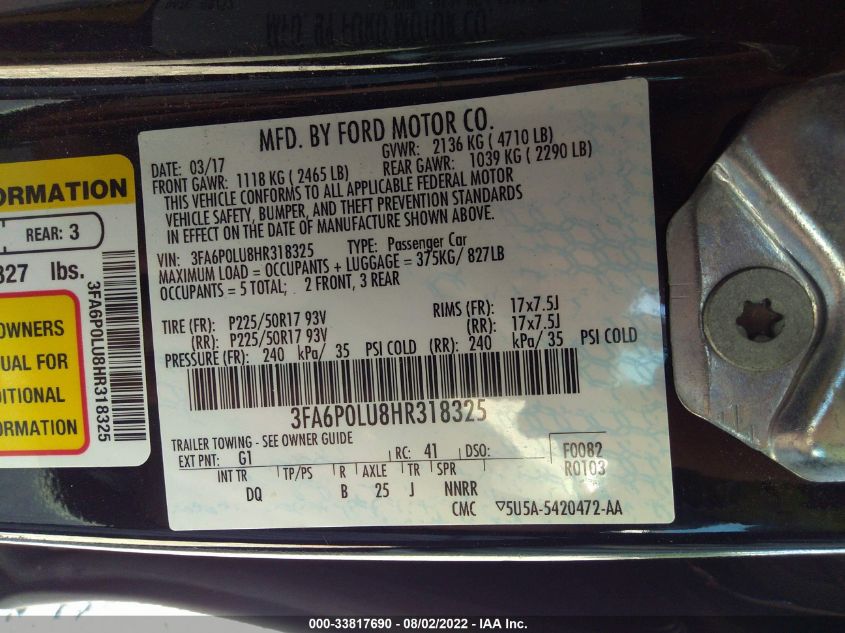 MFD. BY FORD MOTOR CO.
DATE: 03/17 GVWR: 2136 KG ( 4710 LB)
FRONT GAWR: 1118 KG ( 2465 LB) REAR GAWR: 1039 KG ( 2290 LB)
THIS VEHICLE CONFORMS TO ALL APPLICABLE FEDERAL MOTOR
VEHICLE SAFETY, BUMPER, AND THEFT PREVENTION STANDARDS
IN EFFECT ON THE DATE OF MANUFACTURE SHOWN ABOVE.
VIN: 3FA6P0LU8HR318325 TYPE: Passenger Car
MAXIMUM LOAD = OCCUPANTS + LUGGAGE = 375KG/ 827LB
OCCUPANTS = 5 TOTAL; 2 FRONT, 3 REAR
TIRE (FR): P225/50R17 93V RIMS (FR): 17x7.5J
(RR): P225/50R17 93V (RR): 17x7.5J
PRESSURE (FR): 240 kPa/ 35 PSI COLD (RR): 240 kPa/ 35 PSI COLD
3FA6P0LU8HR318325
TRAILER TOWING - SEE OWNER GUIDE
EXT PNT: G1 RC: 41 DSO: F0082
R0103
INT TR TP/PS R AXLE TR SPR
DQ B 25 J NNRR
CMC ▽5U5A-5420472-AA
ORMATION
REAR: 3
327 lbs.
OWNERS
UAL FOR
DITIONAL
ORMATION
3FA6P0LU8HR318325
000-33817690 - 08/02/2022 - IAA Inc.